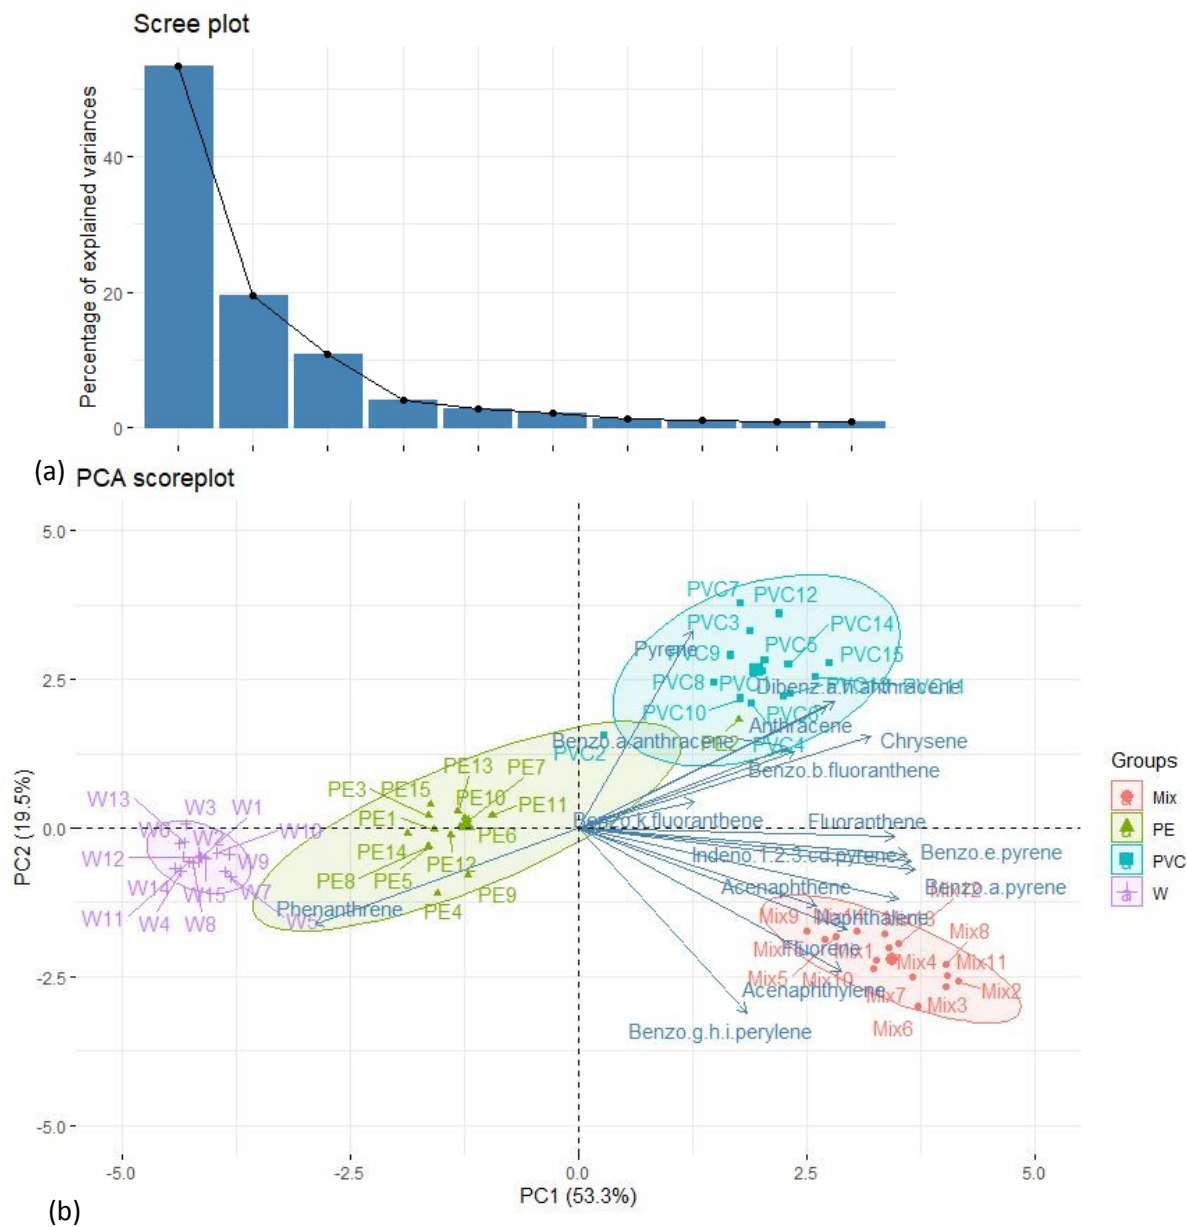 Scree plot
Percentage of explained variances
40
20
0
(a) PCA scoreplot
5.0
2.5
0.0
-2.5
-5.0
PC2 (19.5%)
PVC7 PVC12
PVC3 PVC14
Pyrene PVC9 PVC5 PVC15
PVC8 Dibenz.a.h.anthracene PVC11
PVC10 PVC6
Anthracene
Benzo.a.anthracene PE2 PVC4 Chrysene
PVC2
PE13 PE7 Benzo.b.fluoranthene
PE3 PE15 PE10 PE11
W13 W3 W1
PE1 Benzo.k.fluoranthene Fluoranthene
W6 W2 W10 PE6
W12 W9 PE14 PE12 Indeno.1.2.3.cd.pyrene Benzo.e.pyrene
W14 W15 W7 PE8 PE5 PE9 Acenaphthene Benzo.a.pyrene
W11 W4 W8 W5 Phenanthrene PE4 Mix9 Naphthalene Mix13 Mix12
Fluorene Mix1 Mix4 Mix8
Mix5 Mix10 Mix11
Acenaphthylene Mix7 Mix3 Mix2
Benzo.g.h.i.perylene Mix6
Groups
Mix
PE
PVC
W
-5.0 -2.5 0.0 2.5 5.0
PC1 (53.3%)
(b)